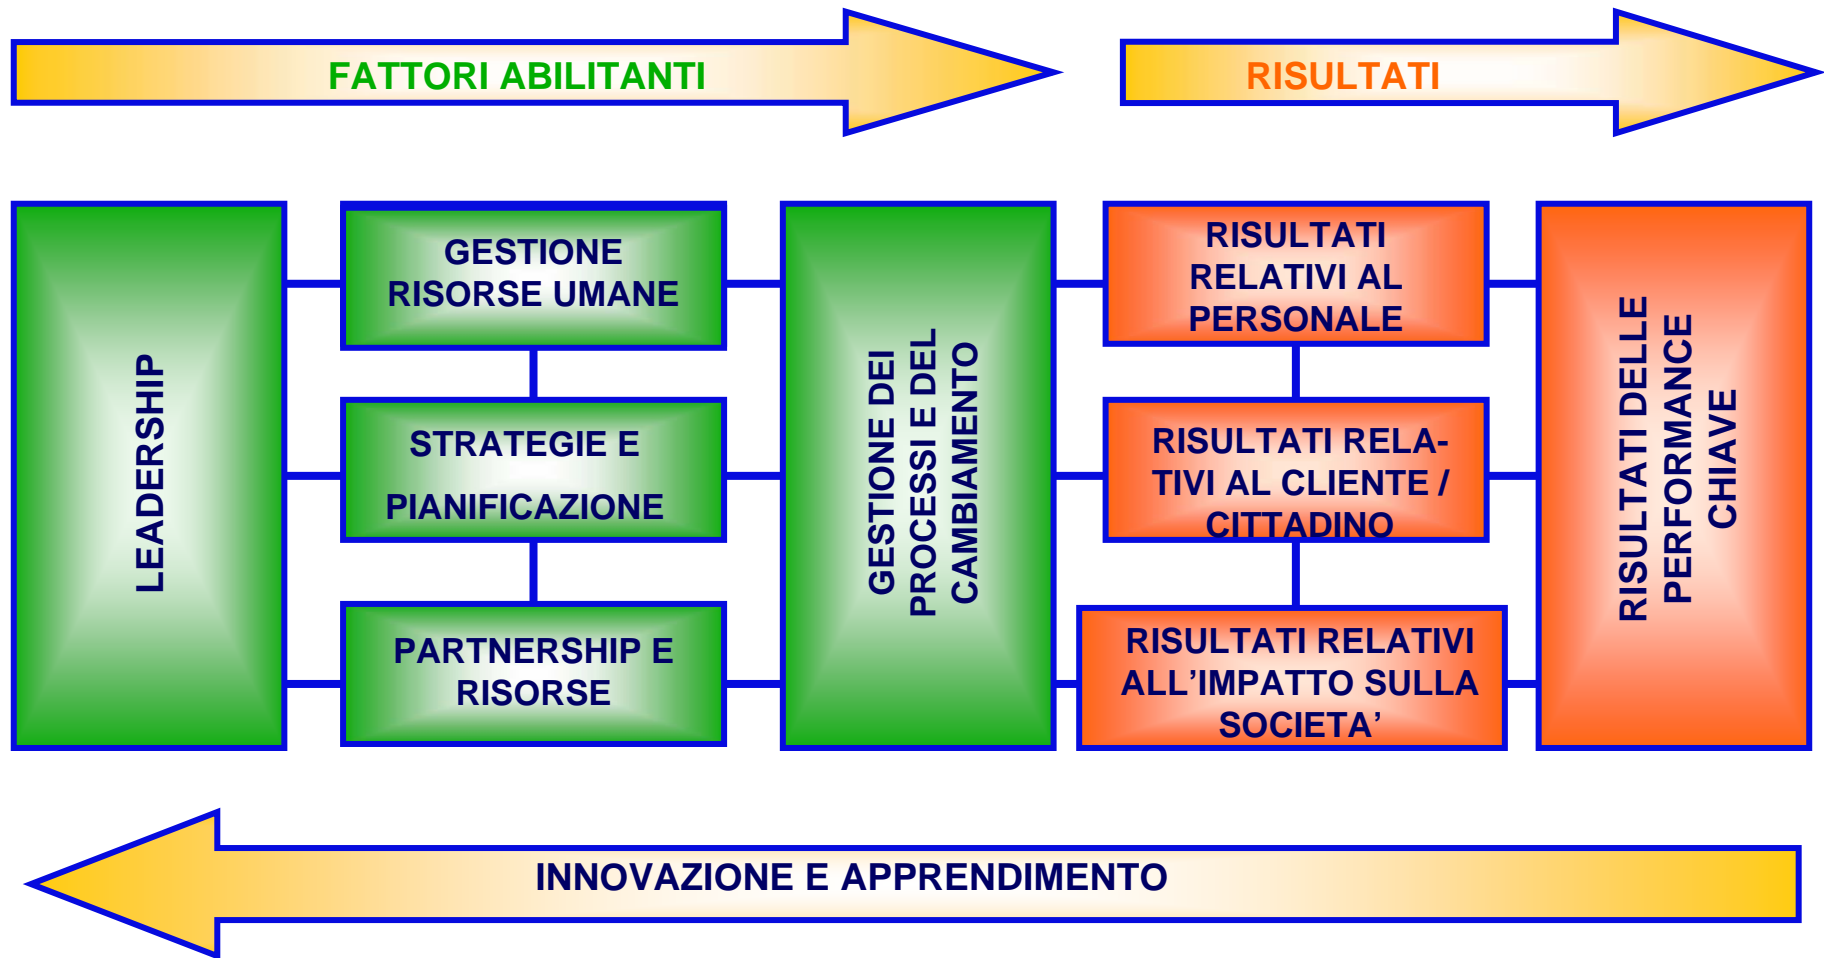 FATTORI ABILITANTI
RISULTATI
LEADERSHIP
GESTIONE
RISORSE UMANE
STRATEGIE E
PIANIFICAZIONE
PARTNERSHIP E
RISORSE
GESTIONE DEI
PROCESSI E DEL
CAMBIAMENTO
RISULTATI
RELATIVI AL
PERSONALE
RISULTATI RELA-
TIVI AL CLIENTE /
CITTADINO
RISULTATI RELATIVI
ALL’IMPATTO SULLA
SOCIETA’
RISULTATI DELLE
PERFORMANCE
CHIAVE
INNOVAZIONE E APPRENDIMENTO